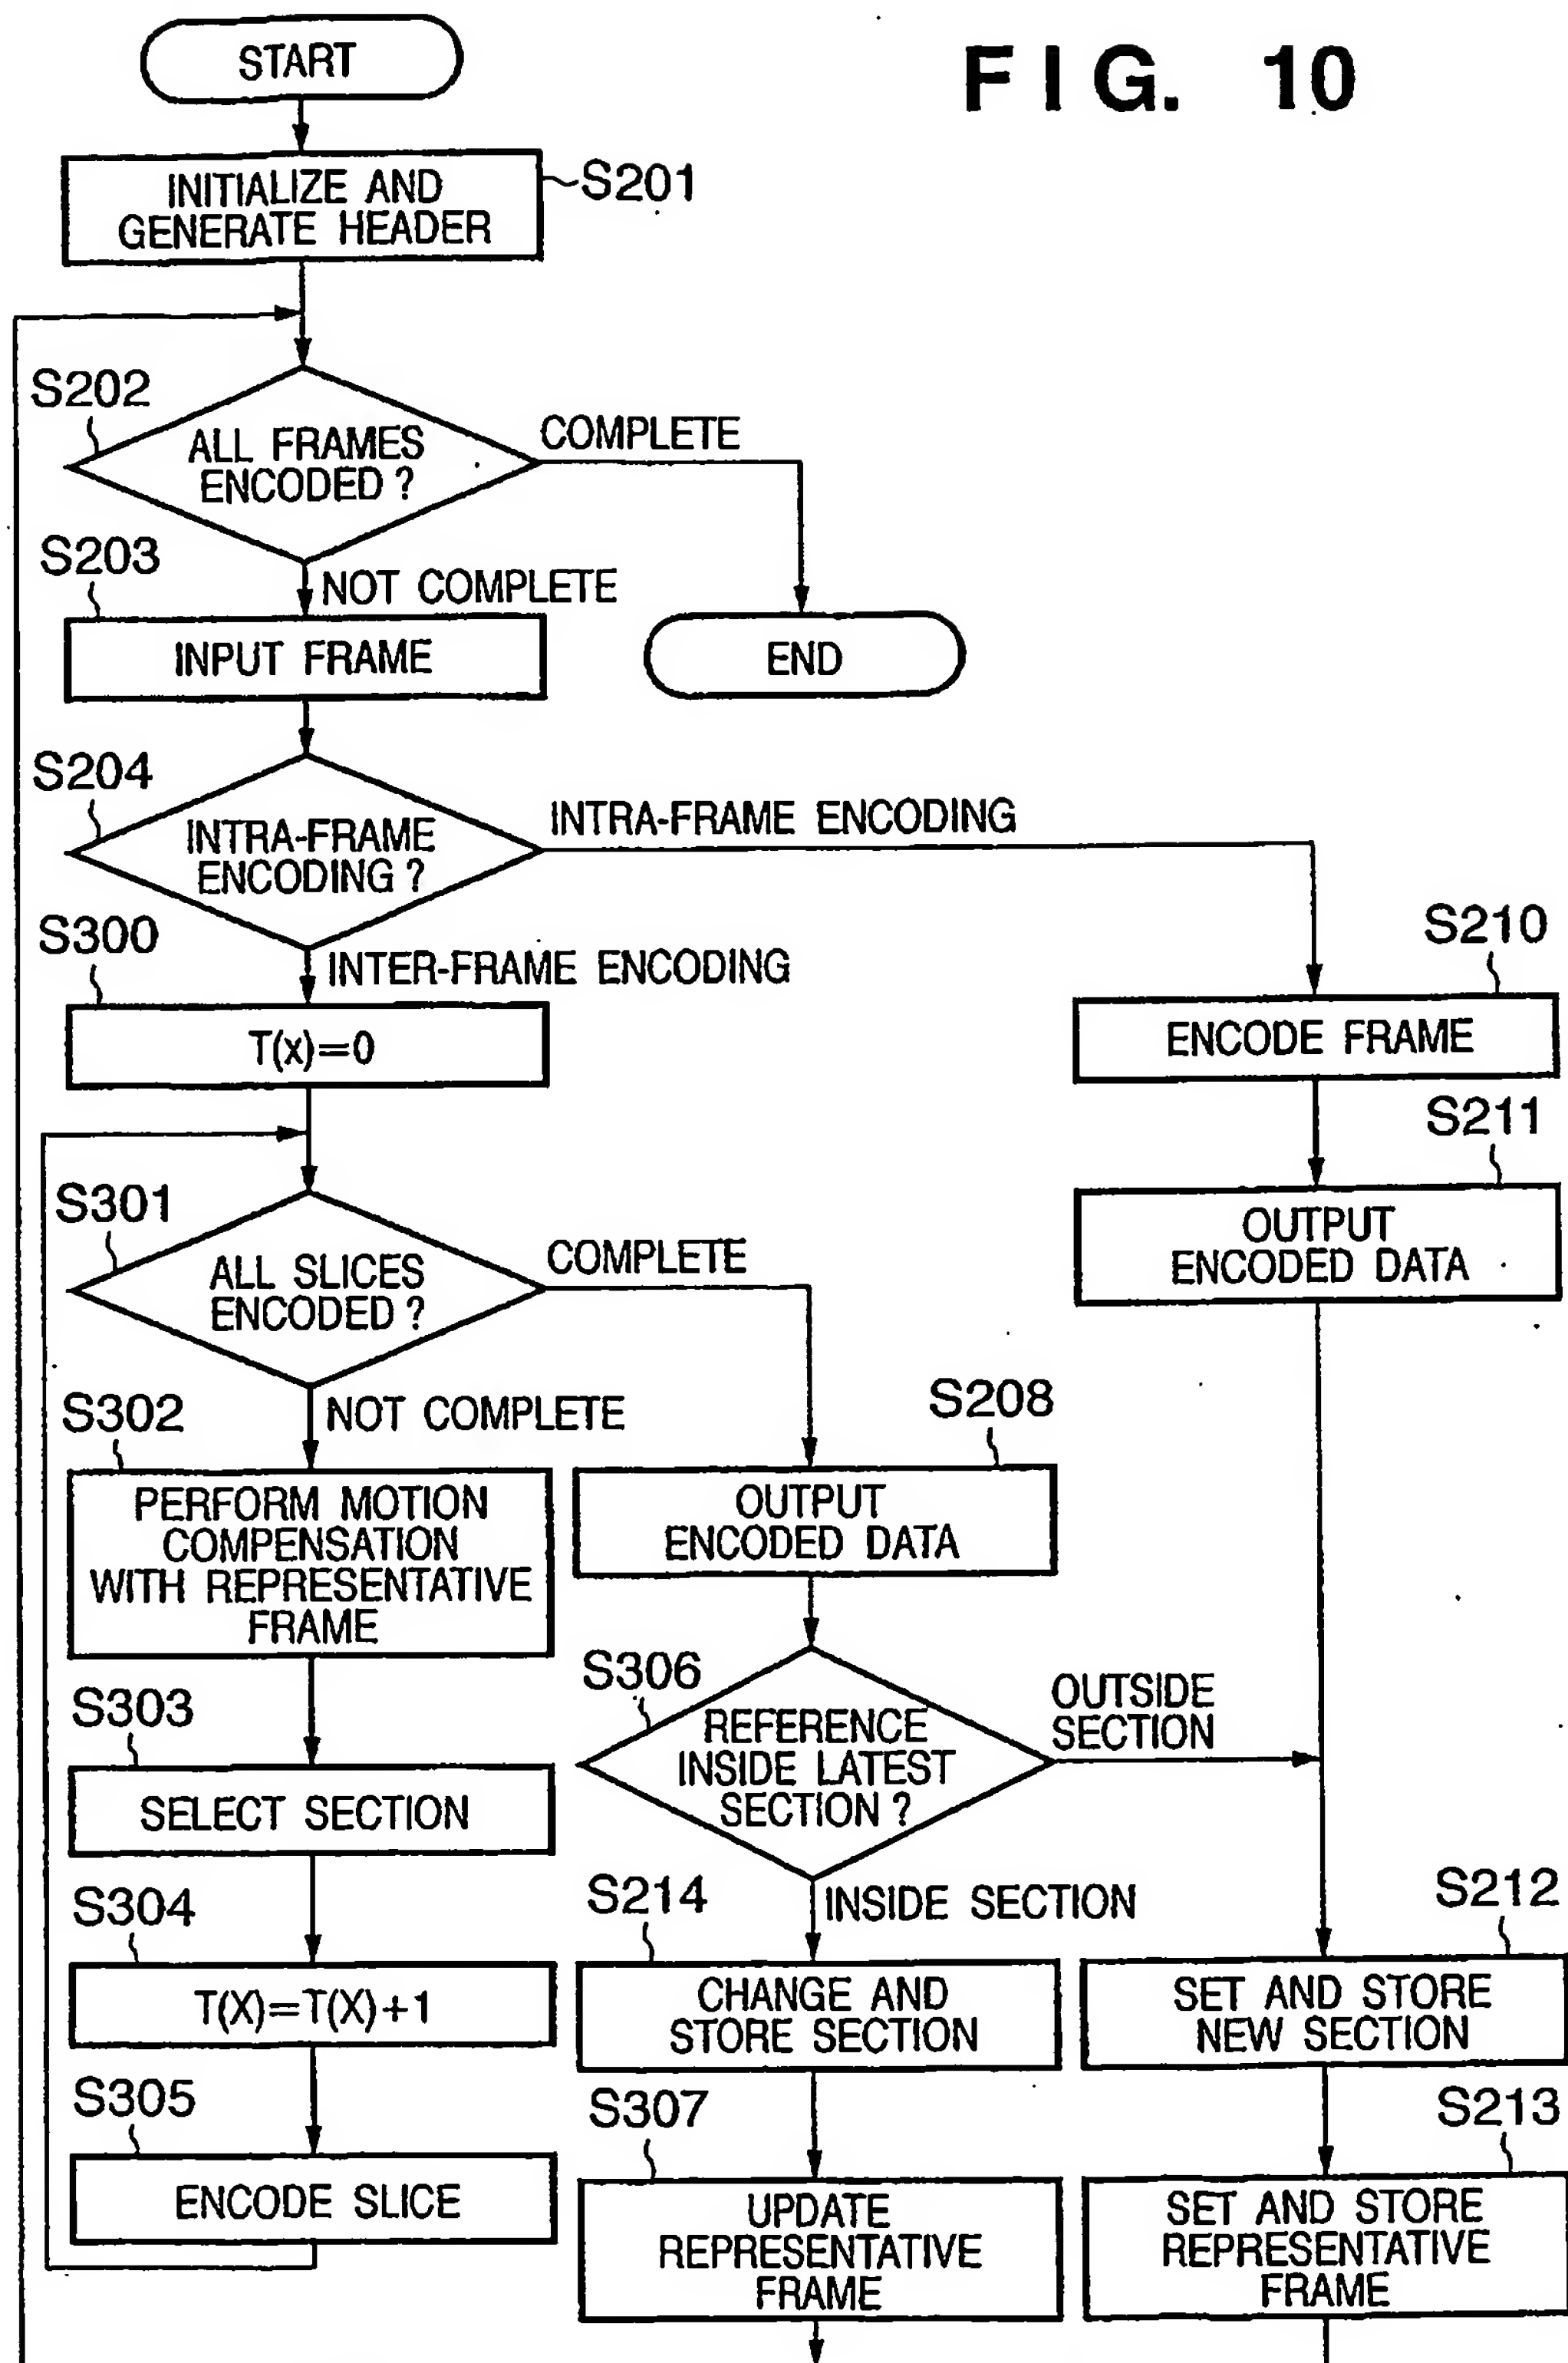 FIG. 10
START
INITIALIZE AND
GENERATE HEADER
S201
S202
ALL FRAMES
ENCODED ?
COMPLETE
NOT COMPLETE
S203
INPUT FRAME
END
S204
INTRA-FRAME
ENCODING ?
INTRA-FRAME ENCODING
INTER-FRAME ENCODING
S300
T(x)=0
S210
ENCODE FRAME
S211
OUTPUT
ENCODED DATA
S301
ALL SLICES
ENCODED ?
COMPLETE
NOT COMPLETE
S302
PERFORM MOTION
COMPENSATION
WITH REPRESENTATIVE
FRAME
S208
OUTPUT
ENCODED DATA
S303
SELECT SECTION
S306
REFERENCE
INSIDE LATEST
SECTION ?
OUTSIDE
SECTION
INSIDE SECTION
S304
T(X)=T(X)+1
S214
CHANGE AND
STORE SECTION
S212
SET AND STORE
NEW SECTION
S305
ENCODE SLICE
S307
UPDATE
REPRESENTATIVE
FRAME
S213
SET AND STORE
REPRESENTATIVE
FRAME